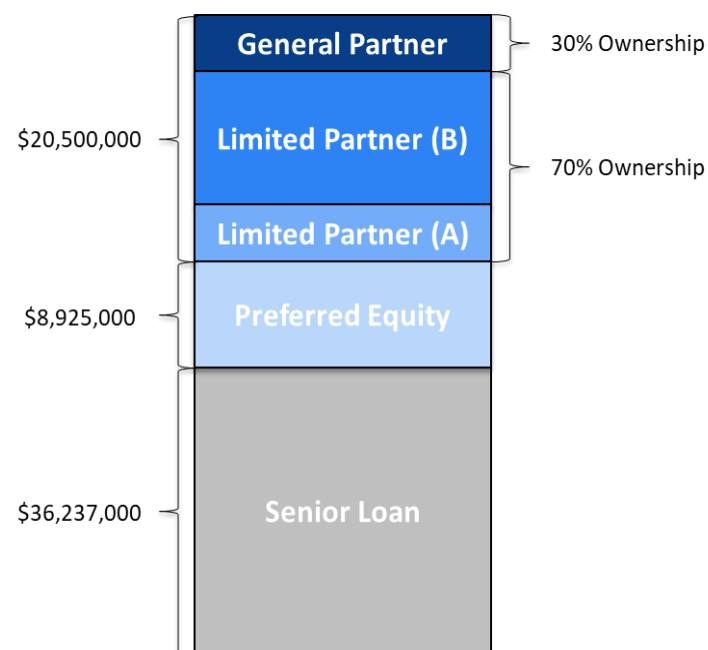 General Partner
30% Ownership
$20,500,000
Limited Partner (B)
70% Ownership
Limited Partner (A)
$8,925,000
Preferred Equity
$36,237,000
Senior Loan